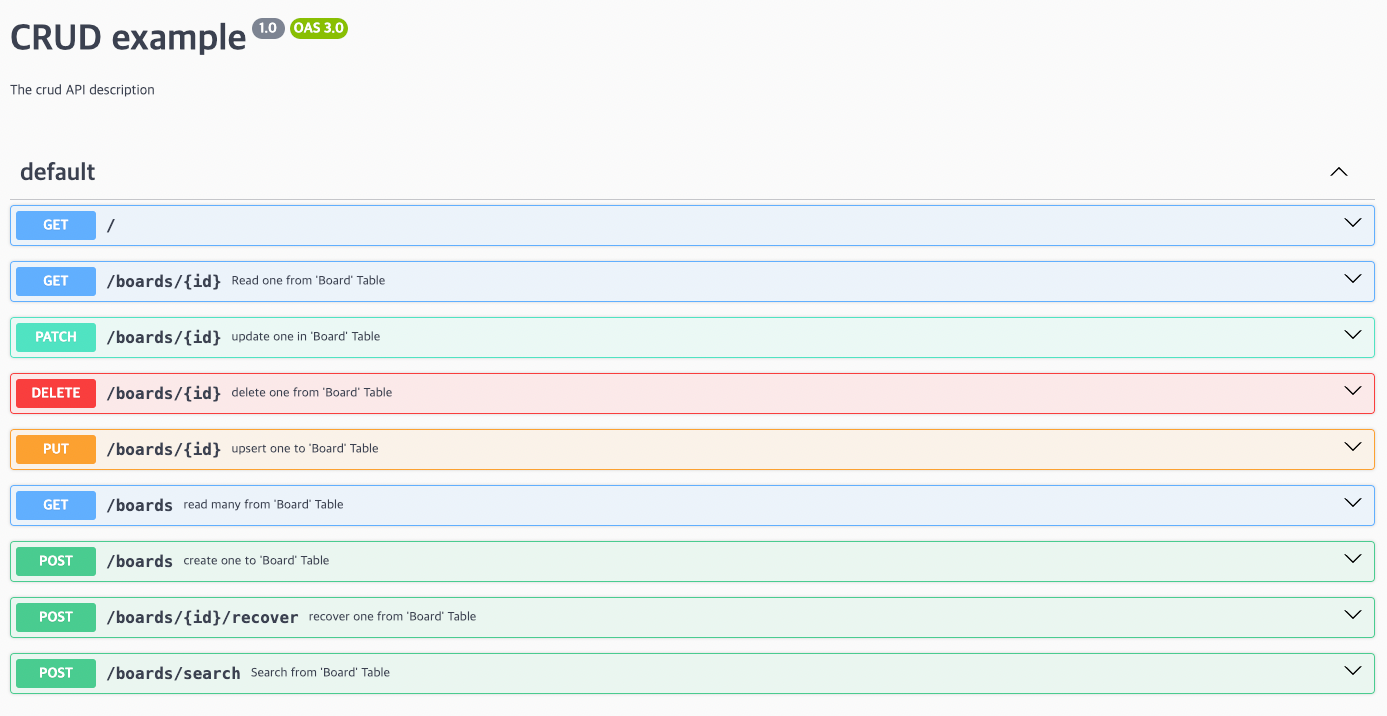 CRUD example 1.0 OAS 3.0
The crud API description
default
GET /
GET /boards/{id} Read one from 'Board' Table
PATCH /boards/{id} update one in 'Board' Table
DELETE /boards/{id} delete one from 'Board' Table
PUT /boards/{id} upsert one to 'Board' Table
GET /boards read many from 'Board' Table
POST /boards create one to 'Board' Table
POST /boards/{id}/recover recover one from 'Board' Table
POST /boards/search Search from 'Board' Table